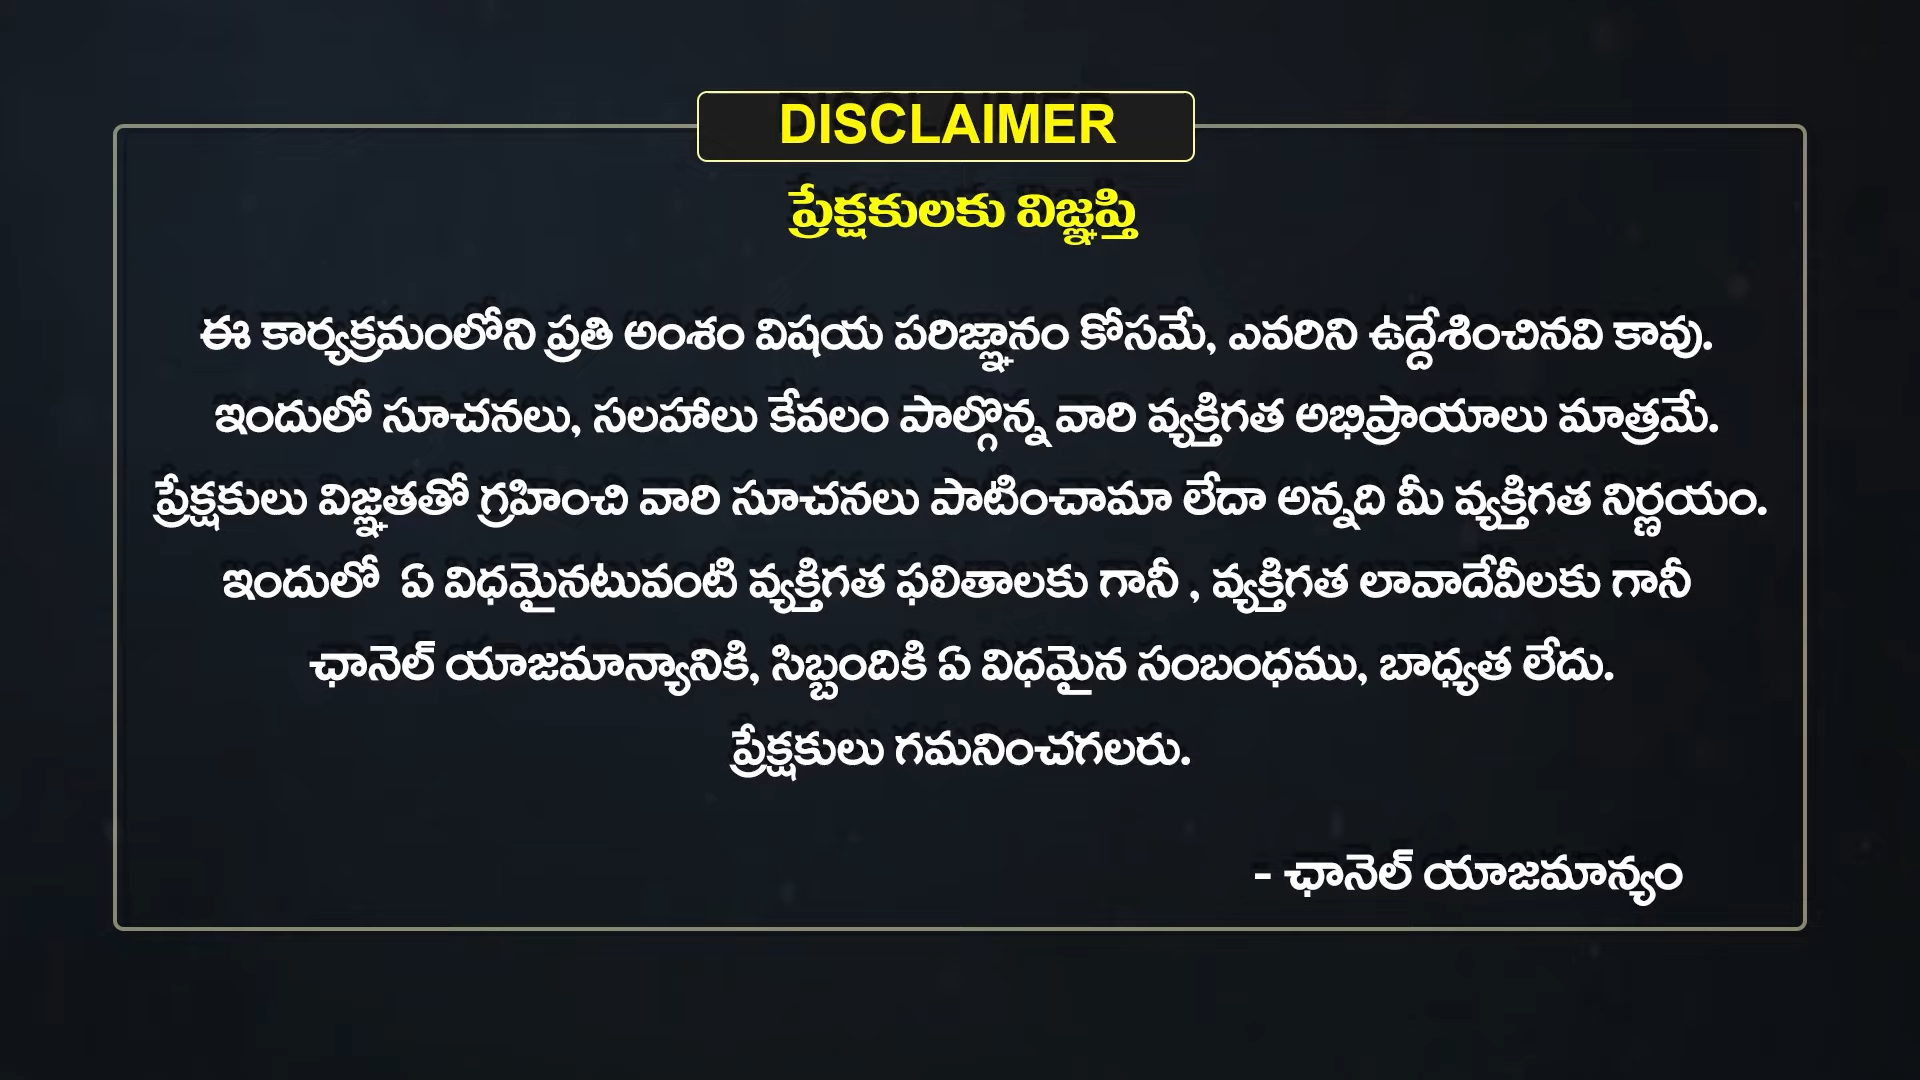 DISCLAIMER
ప్రేక్షకులకు విజ్ఞప్తి
ఈ కార్యక్రమంలోని ప్రతి అంశం విషయ పరిజ్ఞానం కోసమే, ఎవరిని ఉద్దేశించినవి కావు.
ఇందులో సూచనలు, సలహాలు కేవలం పాల్గొన్న వారి వ్యక్తిగత అభిప్రాయాలు మాత్రమే.
ప్రేక్షకులు విజ్ఞతతో గ్రహించి వారి సూచనలు పాటించామా లేదా అన్నది మీ వ్యక్తిగత నిర్ణయం.
ఇందులో ఏ విధమైనటువంటి వ్యక్తిగత ఫలితాలకు గానీ , వ్యక్తిగత లావాదేవీలకు గానీ
ఛానెల్ యాజమాన్యానికి, సిబ్బందికి ఏ విధమైన సంబంధము, బాధ్యత లేదు.
ప్రేక్షకులు గమనించగలరు.
- ఛానెల్ యాజమాన్యం